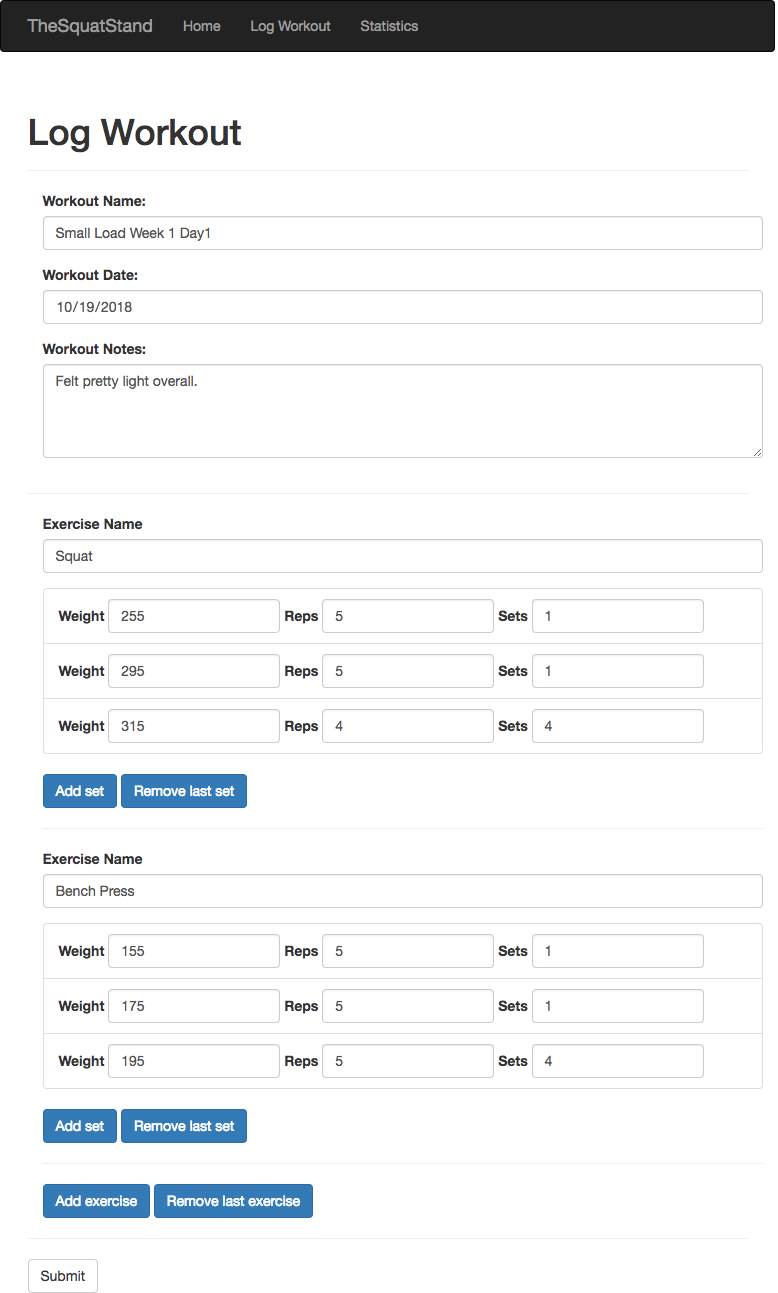 TheSquatStand Home Log Workout Statistics
Log Workout
Workout Name:
Small Load Week 1 Day1
Workout Date:
10/19/2018
Workout Notes:
Felt pretty light overall.
Exercise Name
Squat
Weight 255 Reps 5 Sets 1
Weight 295 Reps 5 Sets 1
Weight 315 Reps 4 Sets 4
Add set Remove last set
Exercise Name
Bench Press
Weight 155 Reps 5 Sets 1
Weight 175 Reps 5 Sets 1
Weight 195 Reps 5 Sets 4
Add set Remove last set
Add exercise Remove last exercise
Submit